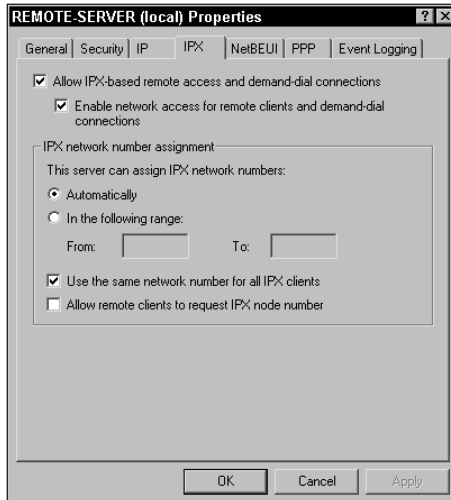 REMOTE-SERVER (local) Properties
General Security IP IPX NetBEUI PPP Event Logging
Allow IPX-based remote access and demand-dial connections
Enable network access for remote clients and demand-dial
connections
IPX network number assignment
This server can assign IPX network numbers:
Automatically
In the following range:
From: To:
Use the same network number for all IPX clients
Allow remote clients to request IPX node number
OK Cancel Apply